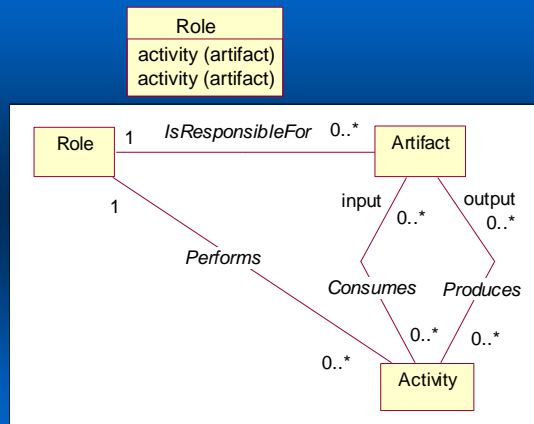 Role
activity (artifact)
activity (artifact)
Role
1
IsResponsibleFor
0..*
Artifact
1
input
0..*
output
0..*
Performs
Consumes
Produces
0..*
0..*
0..*
Activity